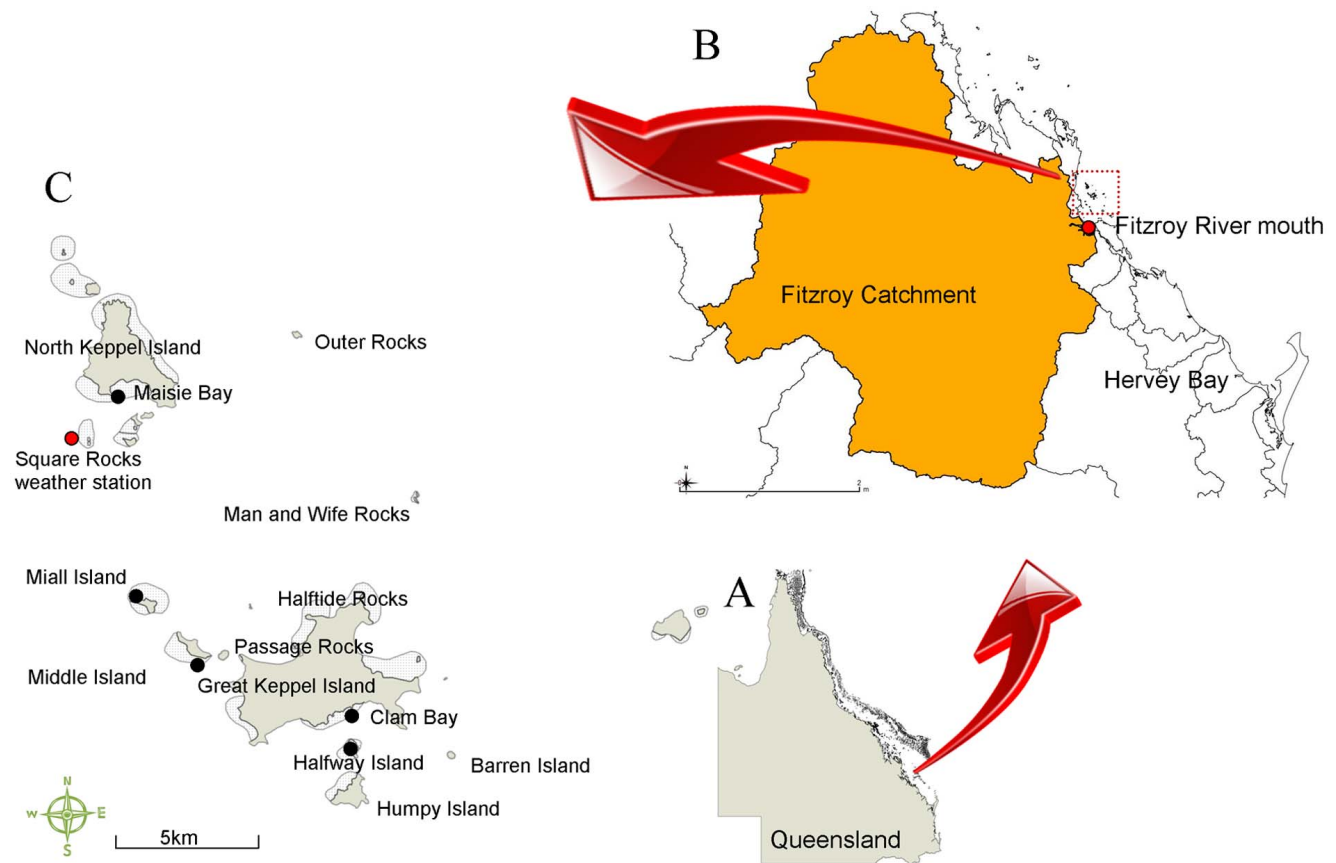 B
C
Fitzroy River mouth
Fitzroy Catchment
Hervey Bay
N
0
2
m
North Keppel Island
Outer Rocks
Maisie Bay
Square Rocks
weather station
Man and Wife Rocks
Miall Island
Halftide Rocks
Passage Rocks
Middle Island
Great Keppel Island
Clam Bay
Halfway Island
Barren Island
Humpy Island
N
W
E
S
5km
A
Queensland